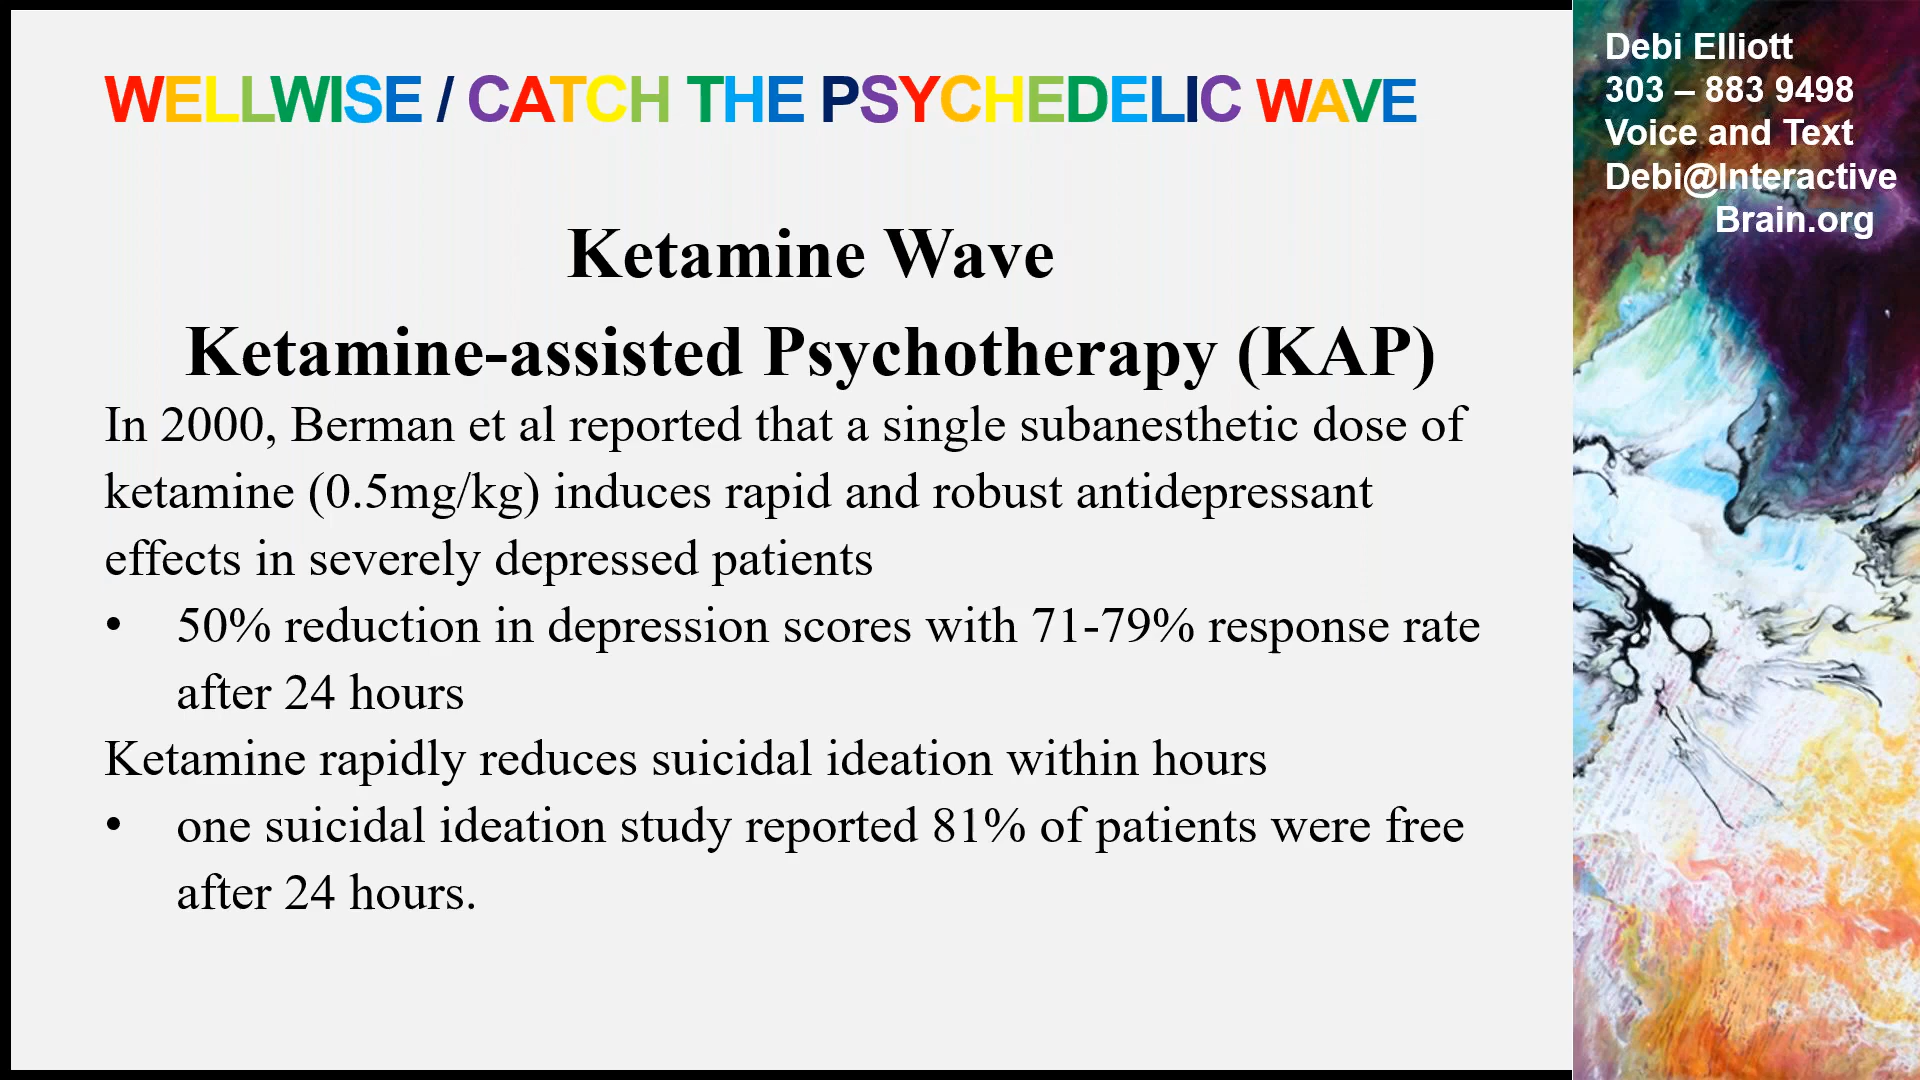 WELLWISE / CATCH THE PSYCHEDELIC WAVE
Ketamine Wave
Ketamine-assisted Psychotherapy (KAP)
In 2000, Berman et al reported that a single subanesthetic dose of
ketamine (0.5mg/kg) induces rapid and robust antidepressant
effects in severely depressed patients
• 50% reduction in depression scores with 71-79% response rate
after 24 hours
Ketamine rapidly reduces suicidal ideation within hours
• one suicidal ideation study reported 81% of patients were free
after 24 hours.
Debi Elliott
303 – 883 9498
Voice and Text
Debi@Interactive
Brain.org